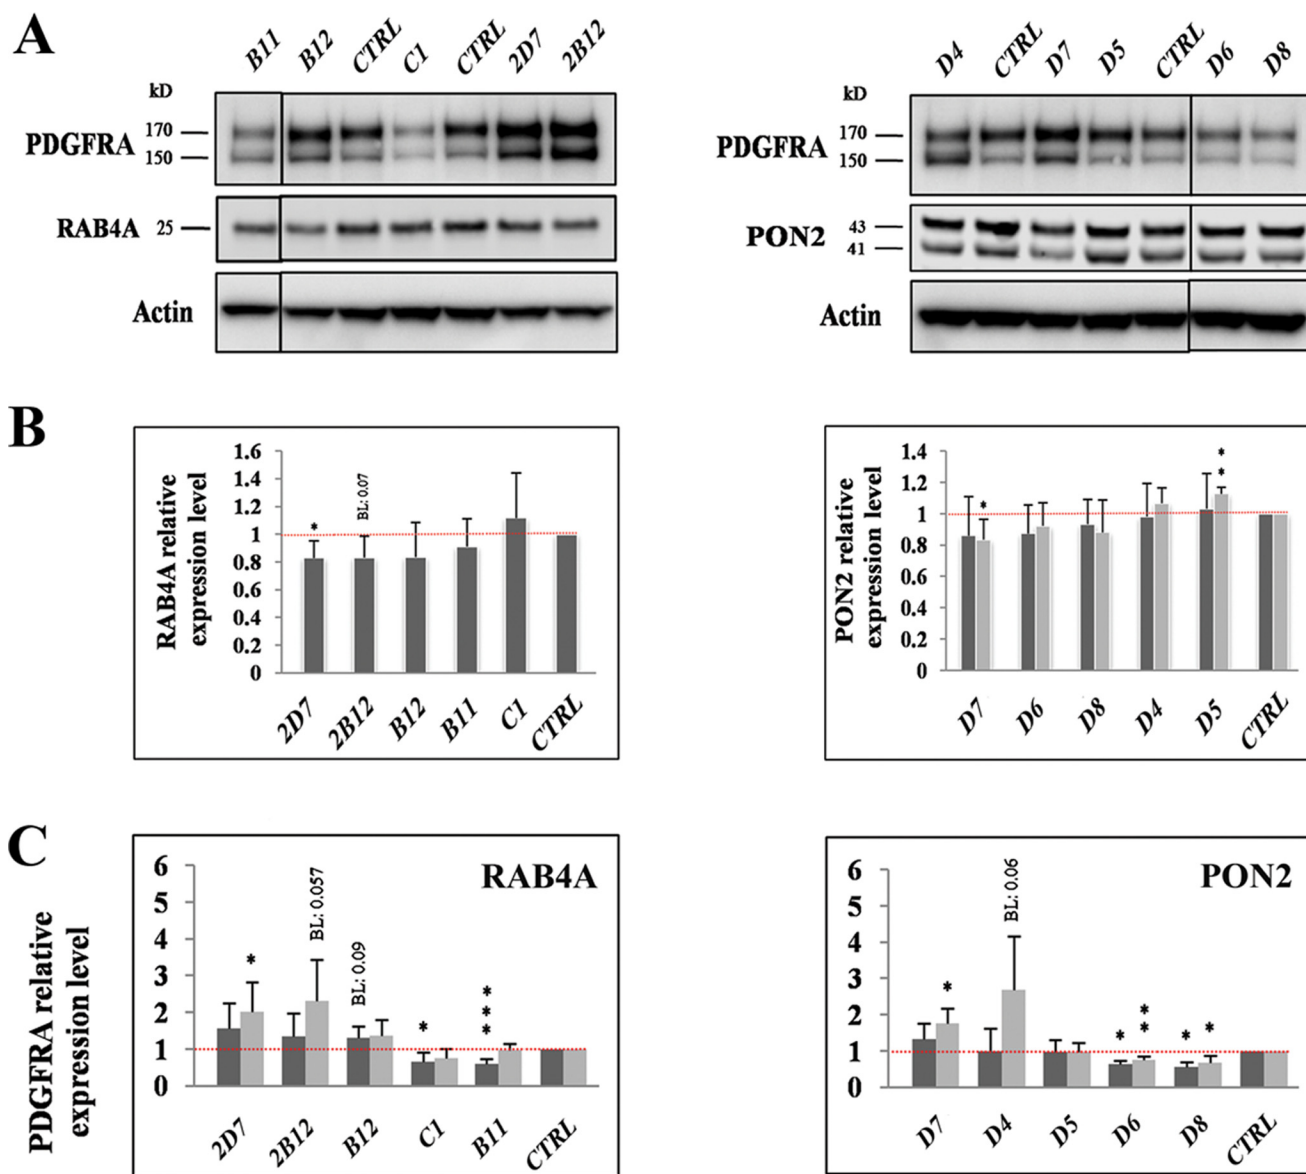 A
B11 B12 CTRL C1 CTRL 2D7 2B12
kD
PDGFRA
170
150
RAB4A
25
Actin
D4 CTRL D7 D5 CTRL D6 D8
kD
PDGFRA
170
150
PON2
43
41
Actin
B
RAB4A relative
expression level
1.6
1.4
1.2
1
0.8
0.6
0.4
0.2
0
*
BL: 0.07
2D7 2B12 B12 B11 C1 CTRL
PON2 relative
expression level
1.4
1.2
1
0.8
0.6
0.4
0.2
0
*
**
D7 D6 D8 D4 D5 CTRL
C
PDGFRA relative
expression level
RAB4A
6
5
4
3
2
1
0
*
BL: 0.057
BL: 0.09
*
***
2D7 2B12 B12 C1 B11 CTRL
PON2
6
5
4
3
2
1
0
*
BL: 0.06
*
**
*
*
D7 D4 D5 D6 D8 CTRL